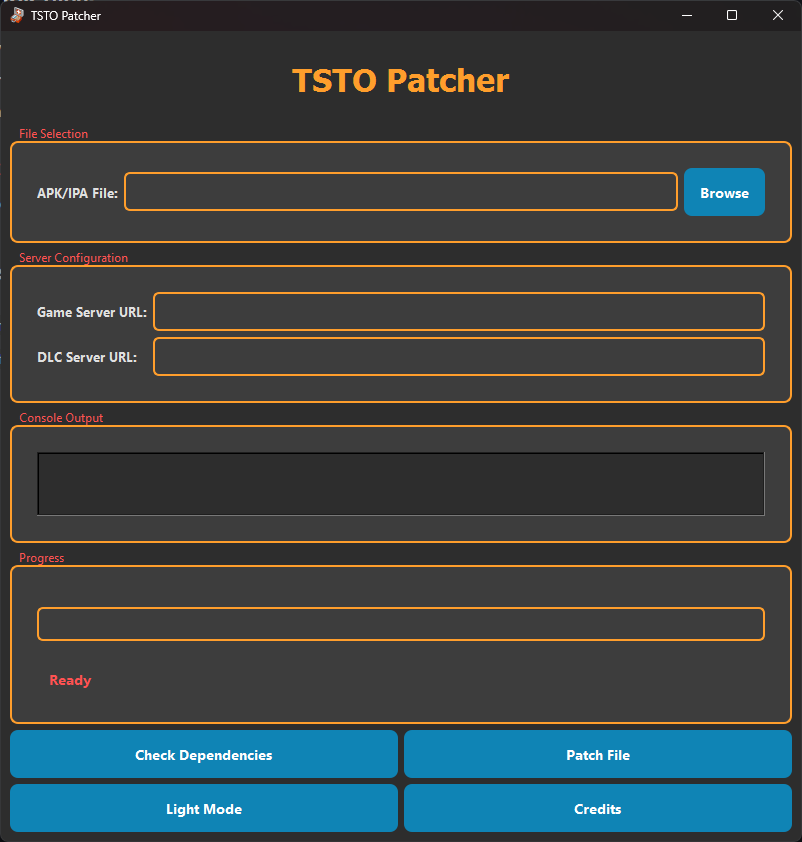 TSTO Patcher
TSTO Patcher
File Selection
APK/IPA File:
Browse
Server Configuration
Game Server URL:
DLC Server URL:
Console Output
Progress
Ready
Check Dependencies
Patch File
Light Mode
Credits